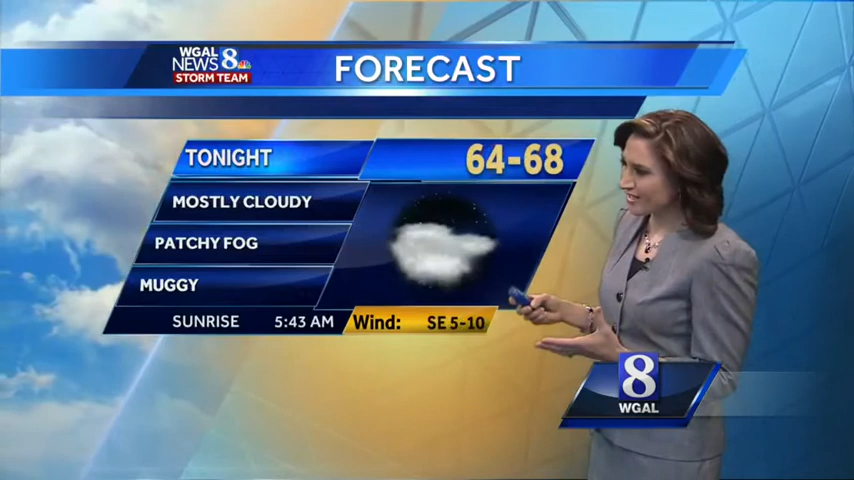 WGAL
NEWS 8
STORM TEAM
FORECAST
TONIGHT
64-68
MOSTLY CLOUDY
PATCHY FOG
MUGGY
SUNRISE 5:43 AM
Wind: SE 5-10
8
WGAL